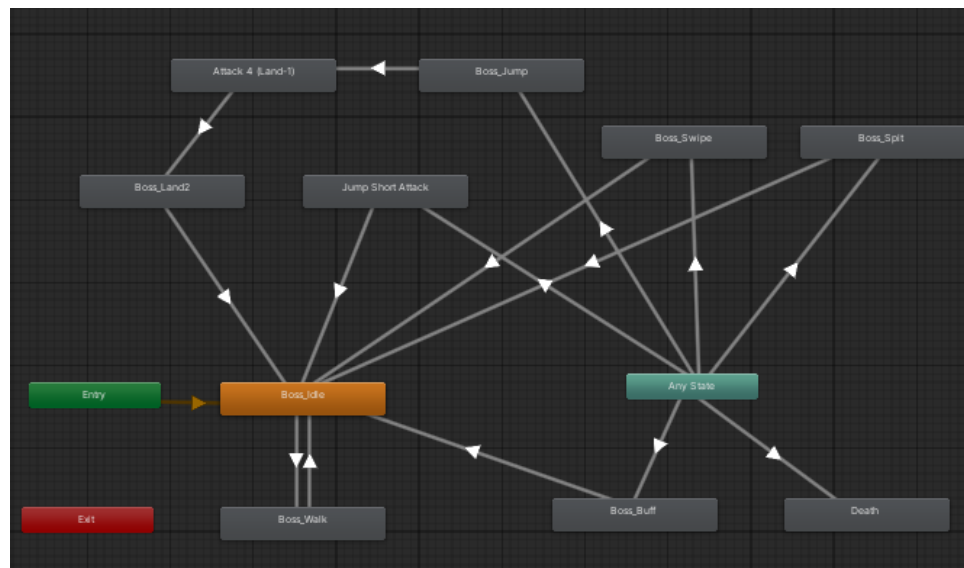 Attack 4 (Land-1)
Boss_Jump
Boss_Swipe
Boss_Spit
Boss_Land2
Jump Short Attack
Entry
Boss_Idle
Any State
Exit
Boss_Walk
Boss_Buff
Death